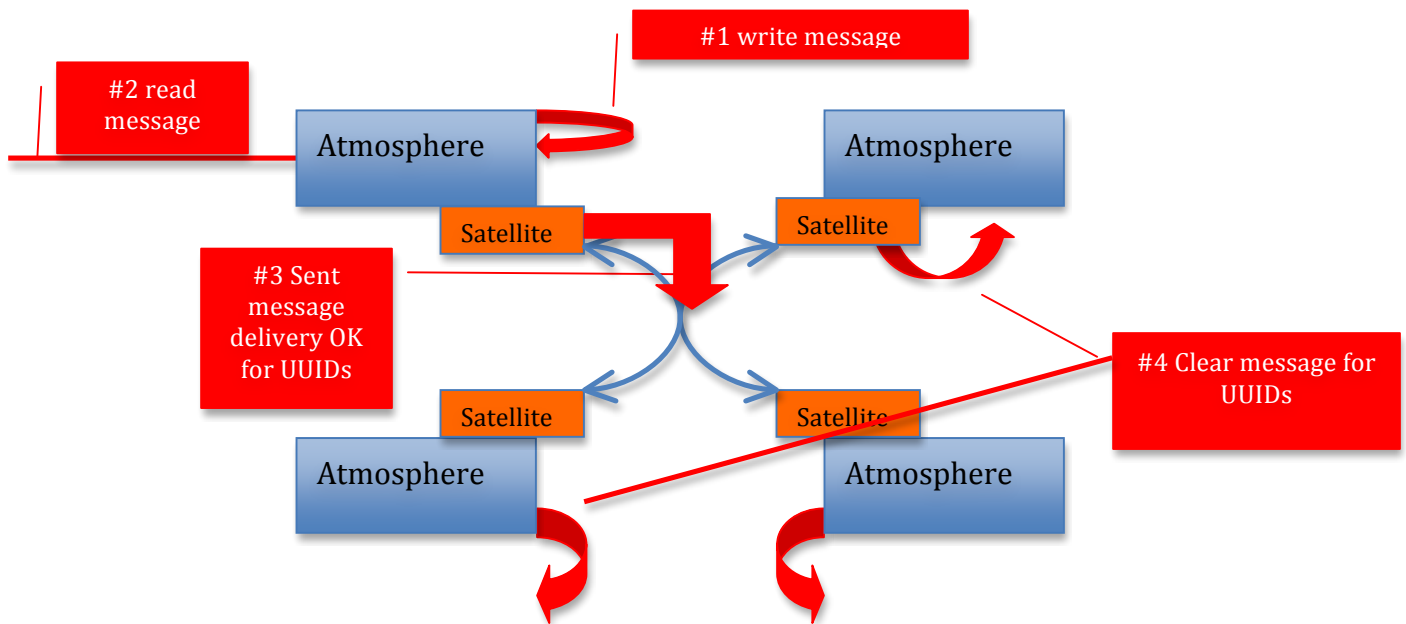 #1 write message
#2 read
message
Atmosphere
Atmosphere
Satellite
Satellite
#3 Sent
message
delivery OK
for UUIDs
#4 Clear message for
UUIDs
Satellite
Satellite
Atmosphere
Atmosphere